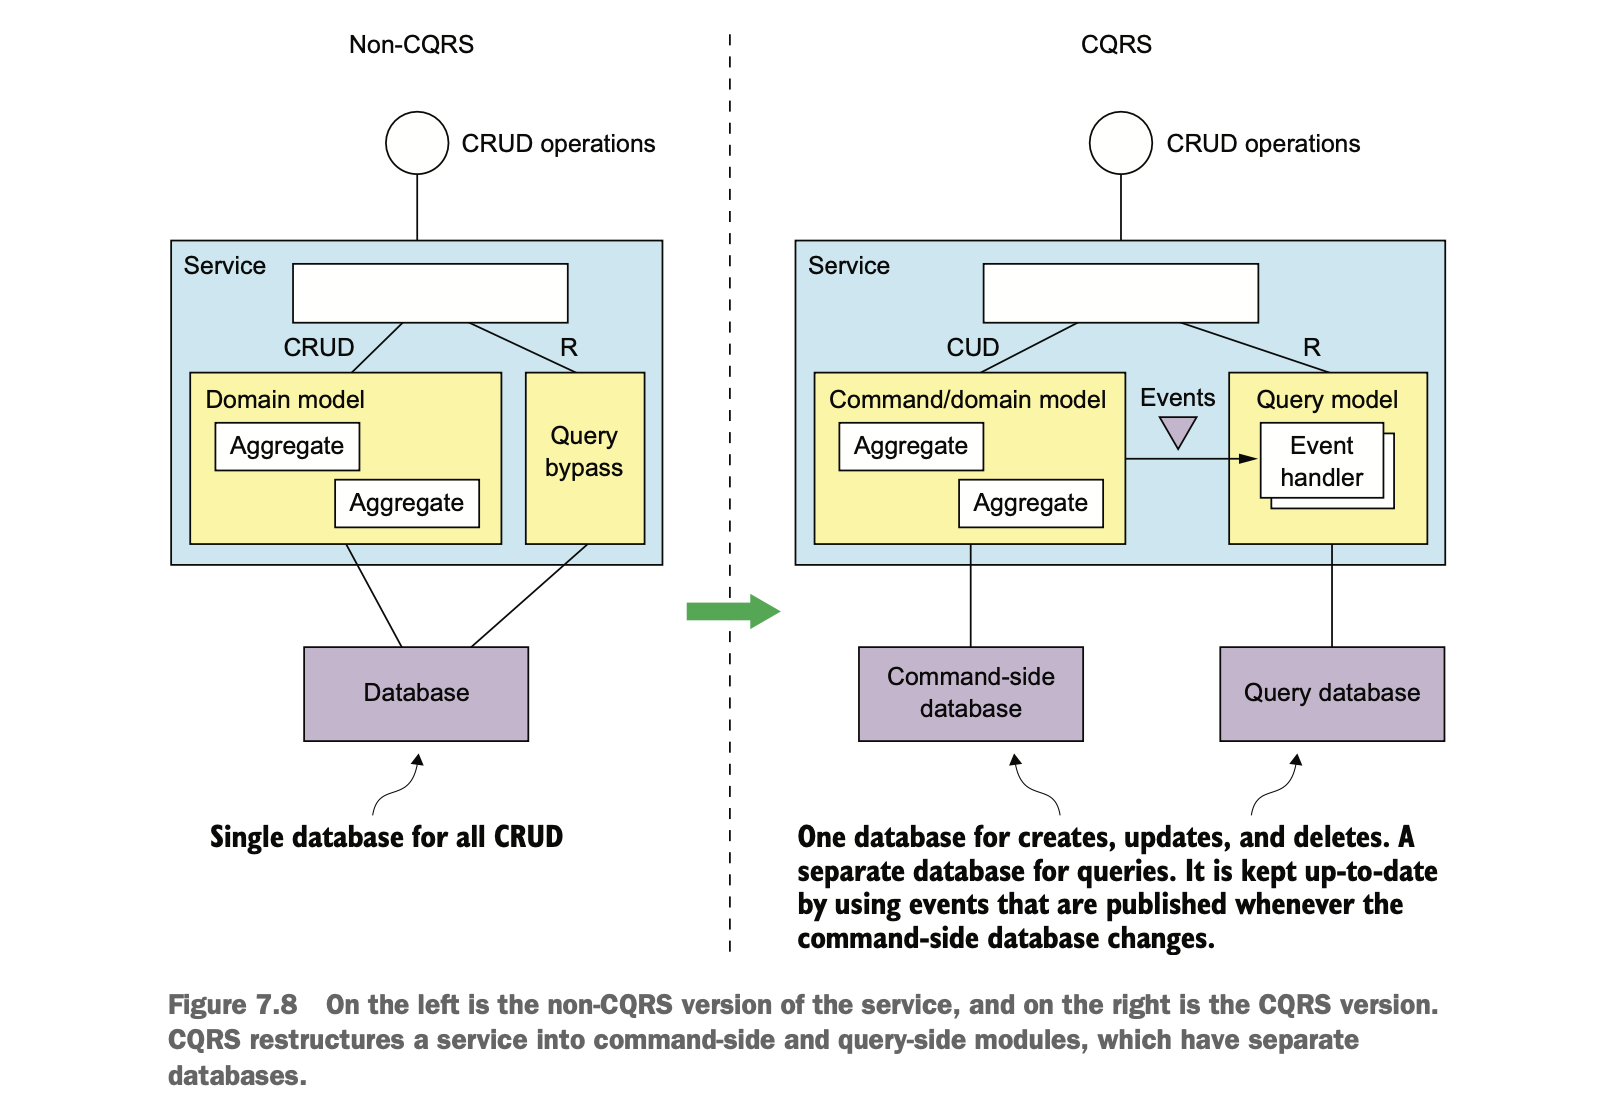 Non-CQRS
CRUD operations
Service
CRUD
R
Domain model
Aggregate
Aggregate
Query
bypass
Database
Single database for all CRUD
CQRS
CRUD operations
Service
CUD
R
Command/domain model
Aggregate
Aggregate
Events
Query model
Event
handler
Command-side
database
Query database
One database for creates, updates, and deletes. A
separate database for queries. It is kept up-to-date
by using events that are published whenever the
command-side database changes.
Figure 7.8 On the left is the non-CQRS version of the service, and on the right is the CQRS version.
CQRS restructures a service into command-side and query-side modules, which have separate
databases.